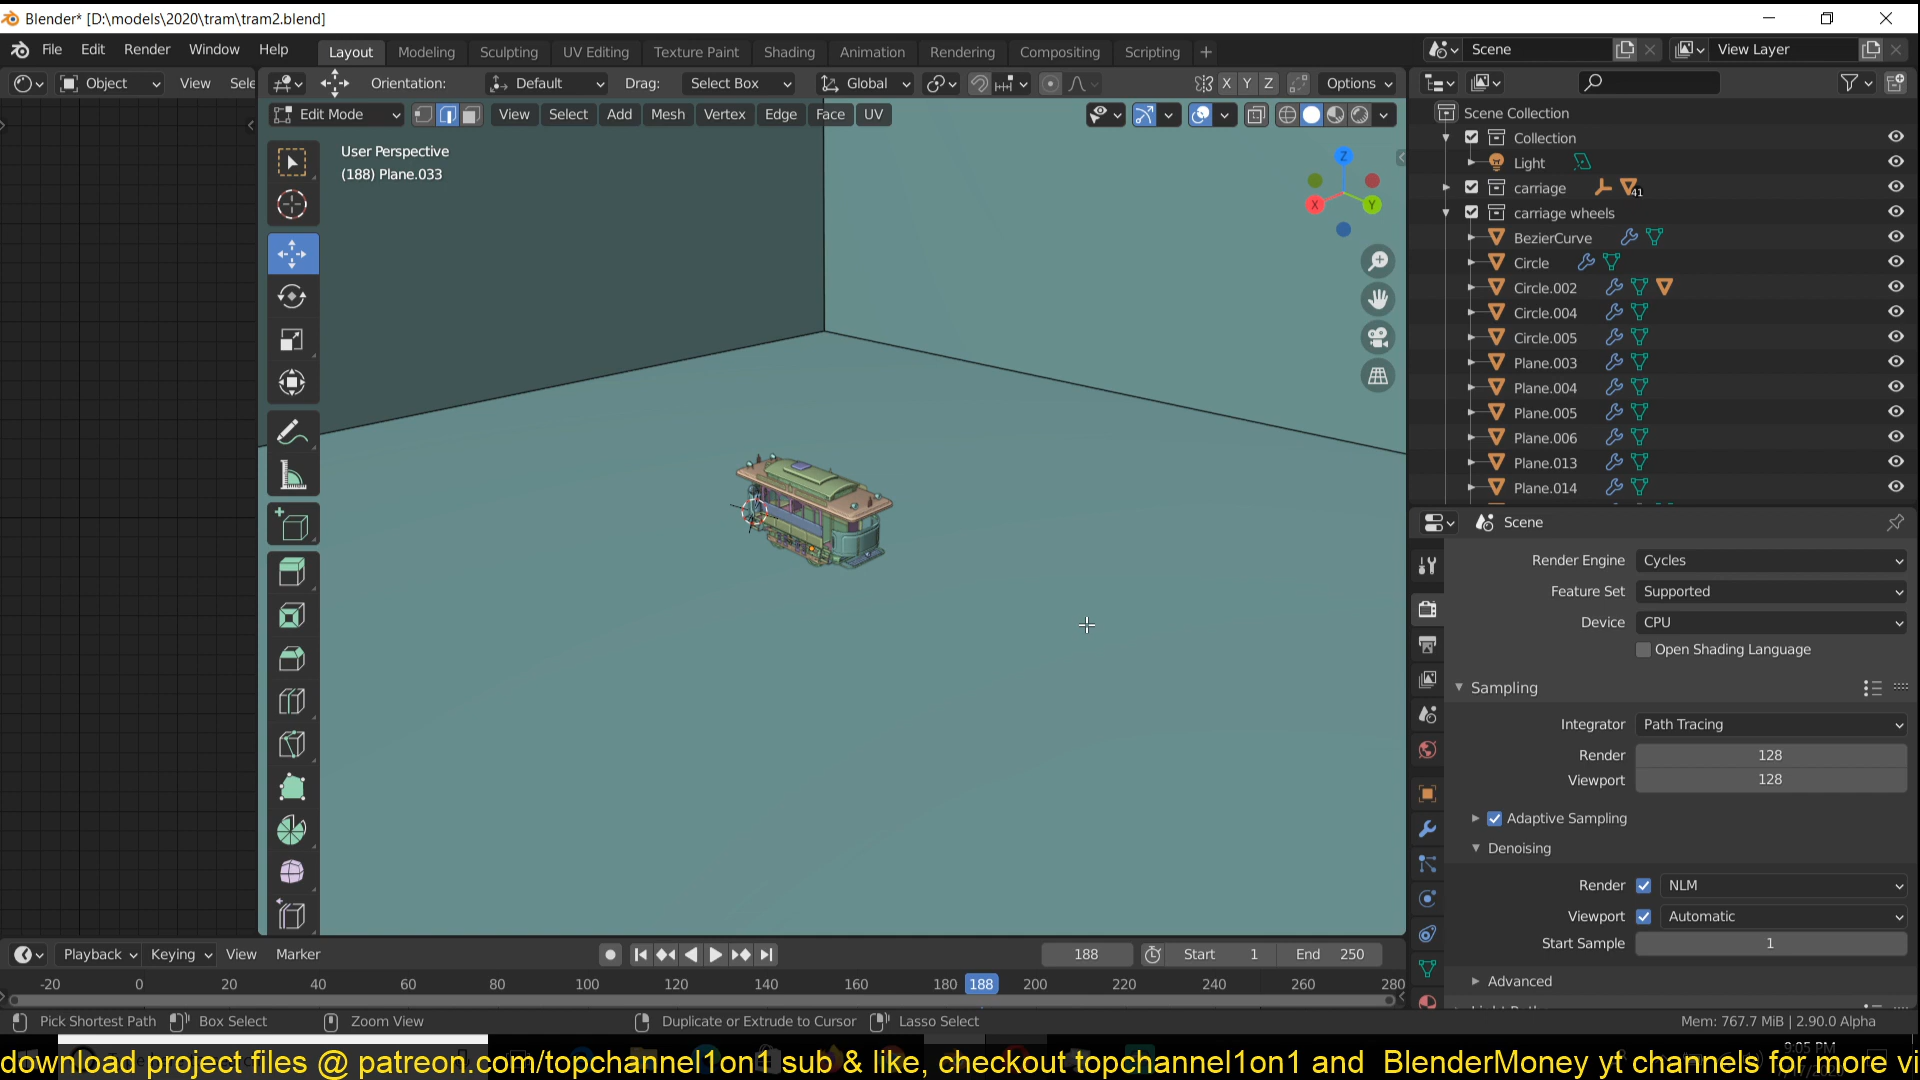 Blender* [D:\models\2020\tram\tram2.blend]
File Edit Render Window Help Layout Modeling Sculpting UV Editing Texture Paint Shading Animation Rendering Compositing Scripting + Scene View Layer
Object View Sele Orientation: Default Drag: Select Box Global X Y Z Options
Edit Mode View Select Add Mesh Vertex Edge Face UV
Scene Collection
Collection
Light
carriage 41
carriage wheels
BezierCurve
Circle
Circle.002
Circle.004
Circle.005
Plane.003
Plane.004
Plane.005
Plane.006
Plane.013
Plane.014
User Perspective
(188) Plane.033
Z
X Y
Scene
Render Engine Cycles
Feature Set Supported
Device CPU
Open Shading Language
Sampling
Integrator Path Tracing
Render 128
Viewport 128
Adaptive Sampling
Denoising
Render NLM
Viewport Automatic
Start Sample 1
Advanced
Playback Keying View Marker 188 Start 1 End 250
-20 0 20 40 60 80 100 120 140 160 180 188 200 220 240 260 280
Pick Shortest Path Box Select Zoom View Duplicate or Extrude to Cursor Lasso Select Mem: 767.7 MiB | 2.90.0 Alpha
9:05 PM
download project files @ patreon.com/topchannel1on1 sub & like, checkout topchannel1on1 and BlenderMoney yt channels for more vi